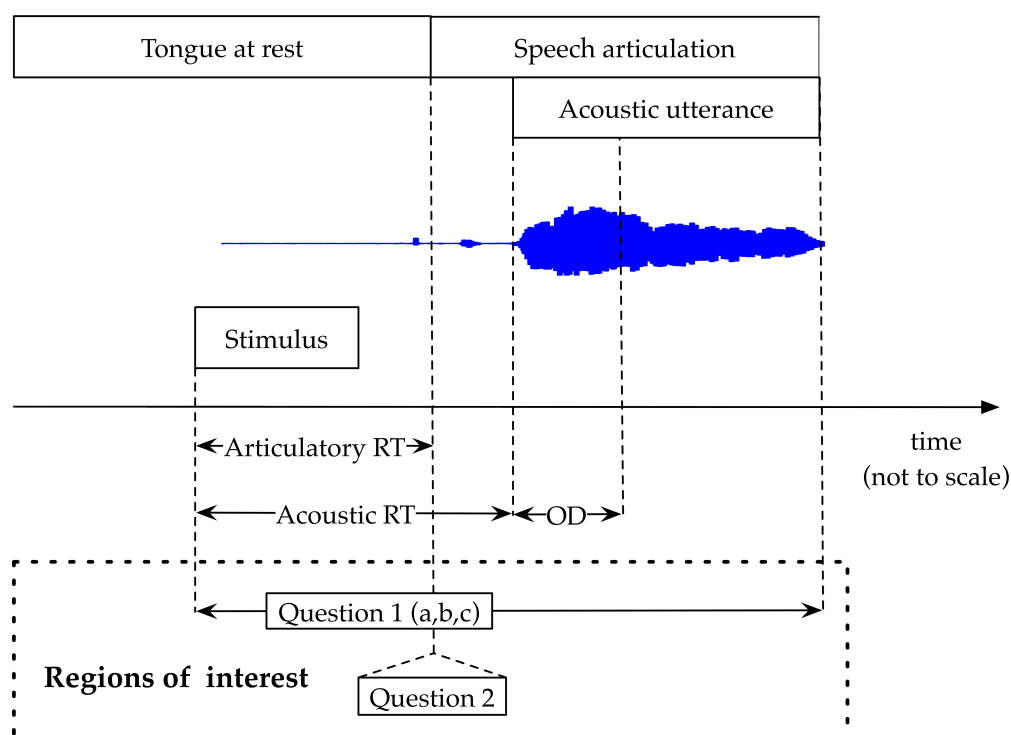 Tongue at rest
Speech articulation
Acoustic utterance
Stimulus
time
(not to scale)
Articulatory RT
Acoustic RT
OD
Question 1 (a,b,c)
Regions of interest
Question 2